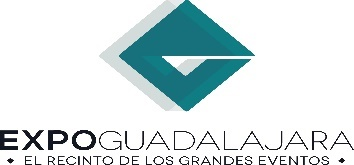 EXPOGUADALAJARA
• EL RECINTO DE LOS GRANDES EVENTOS •